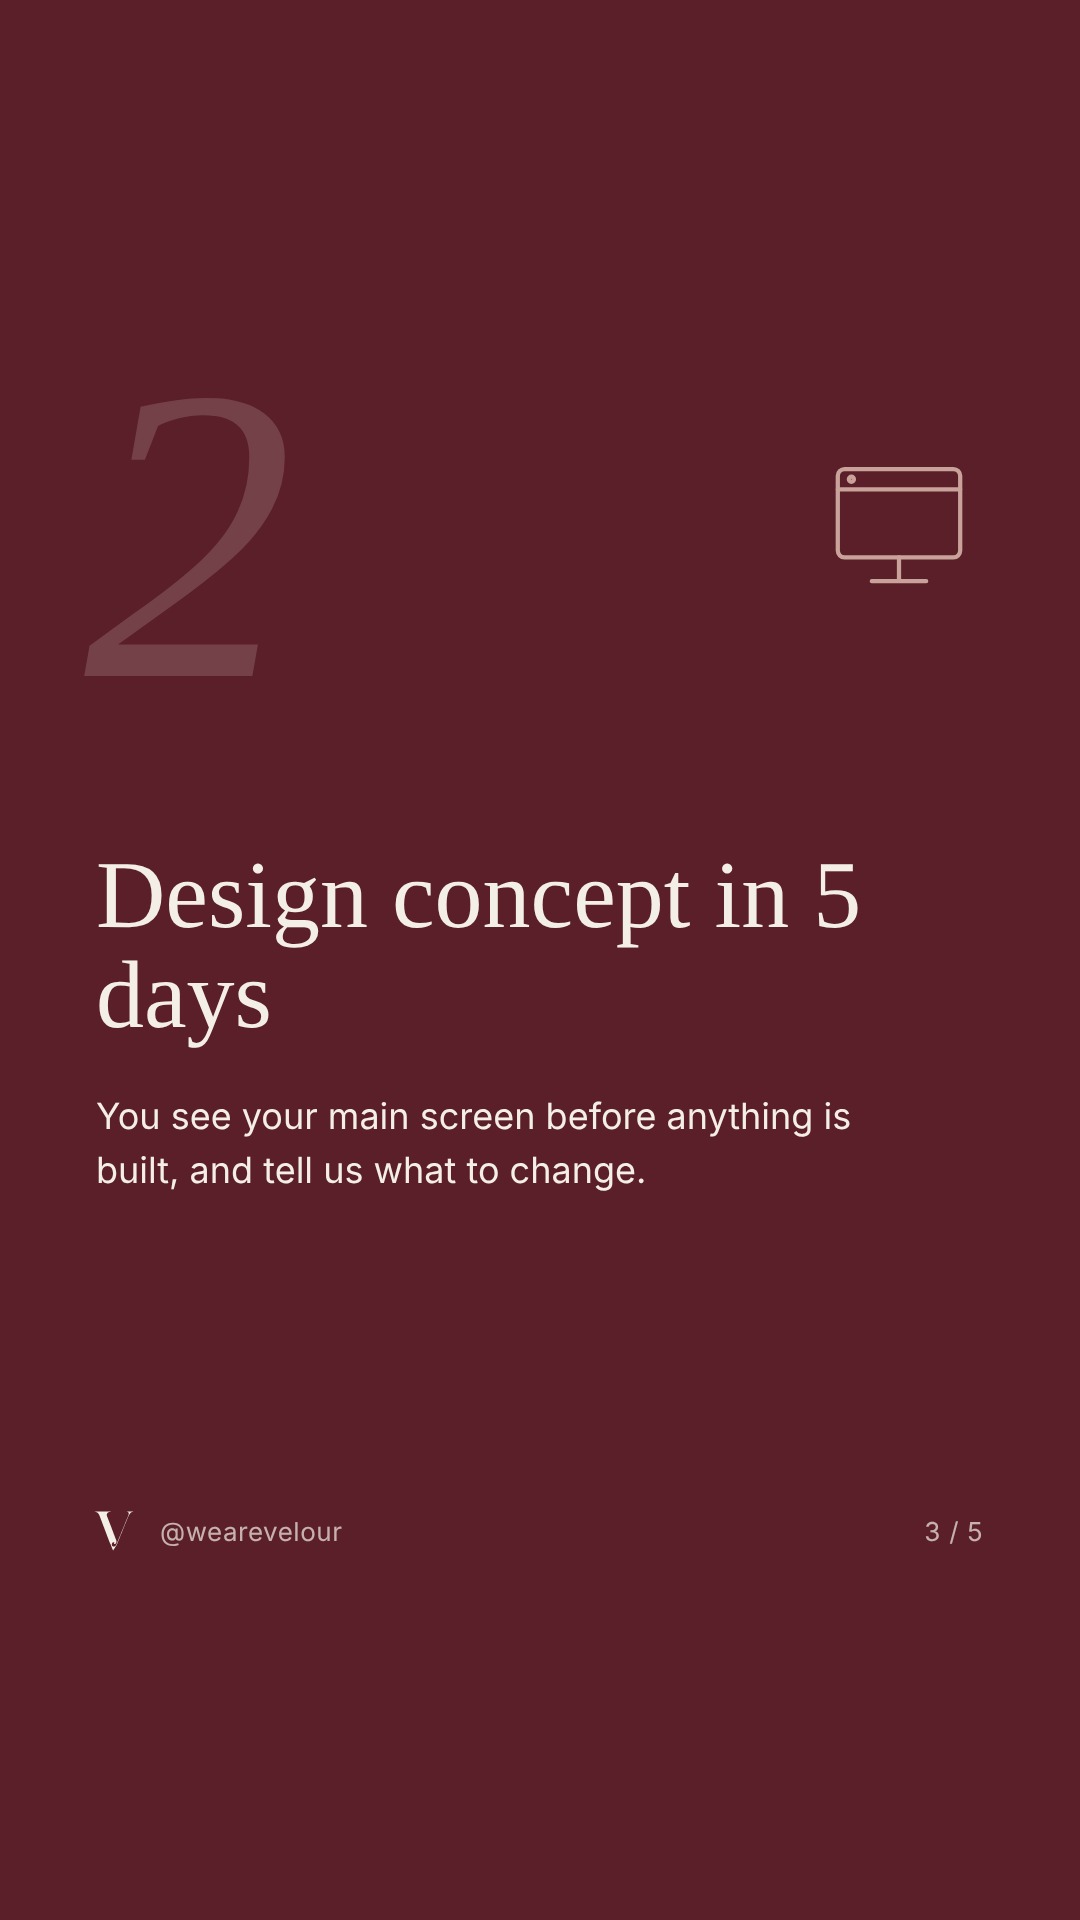 2
Design concept in 5
days
You see your main screen before anything is
built, and tell us what to change.
V @wearevelour
3 / 5